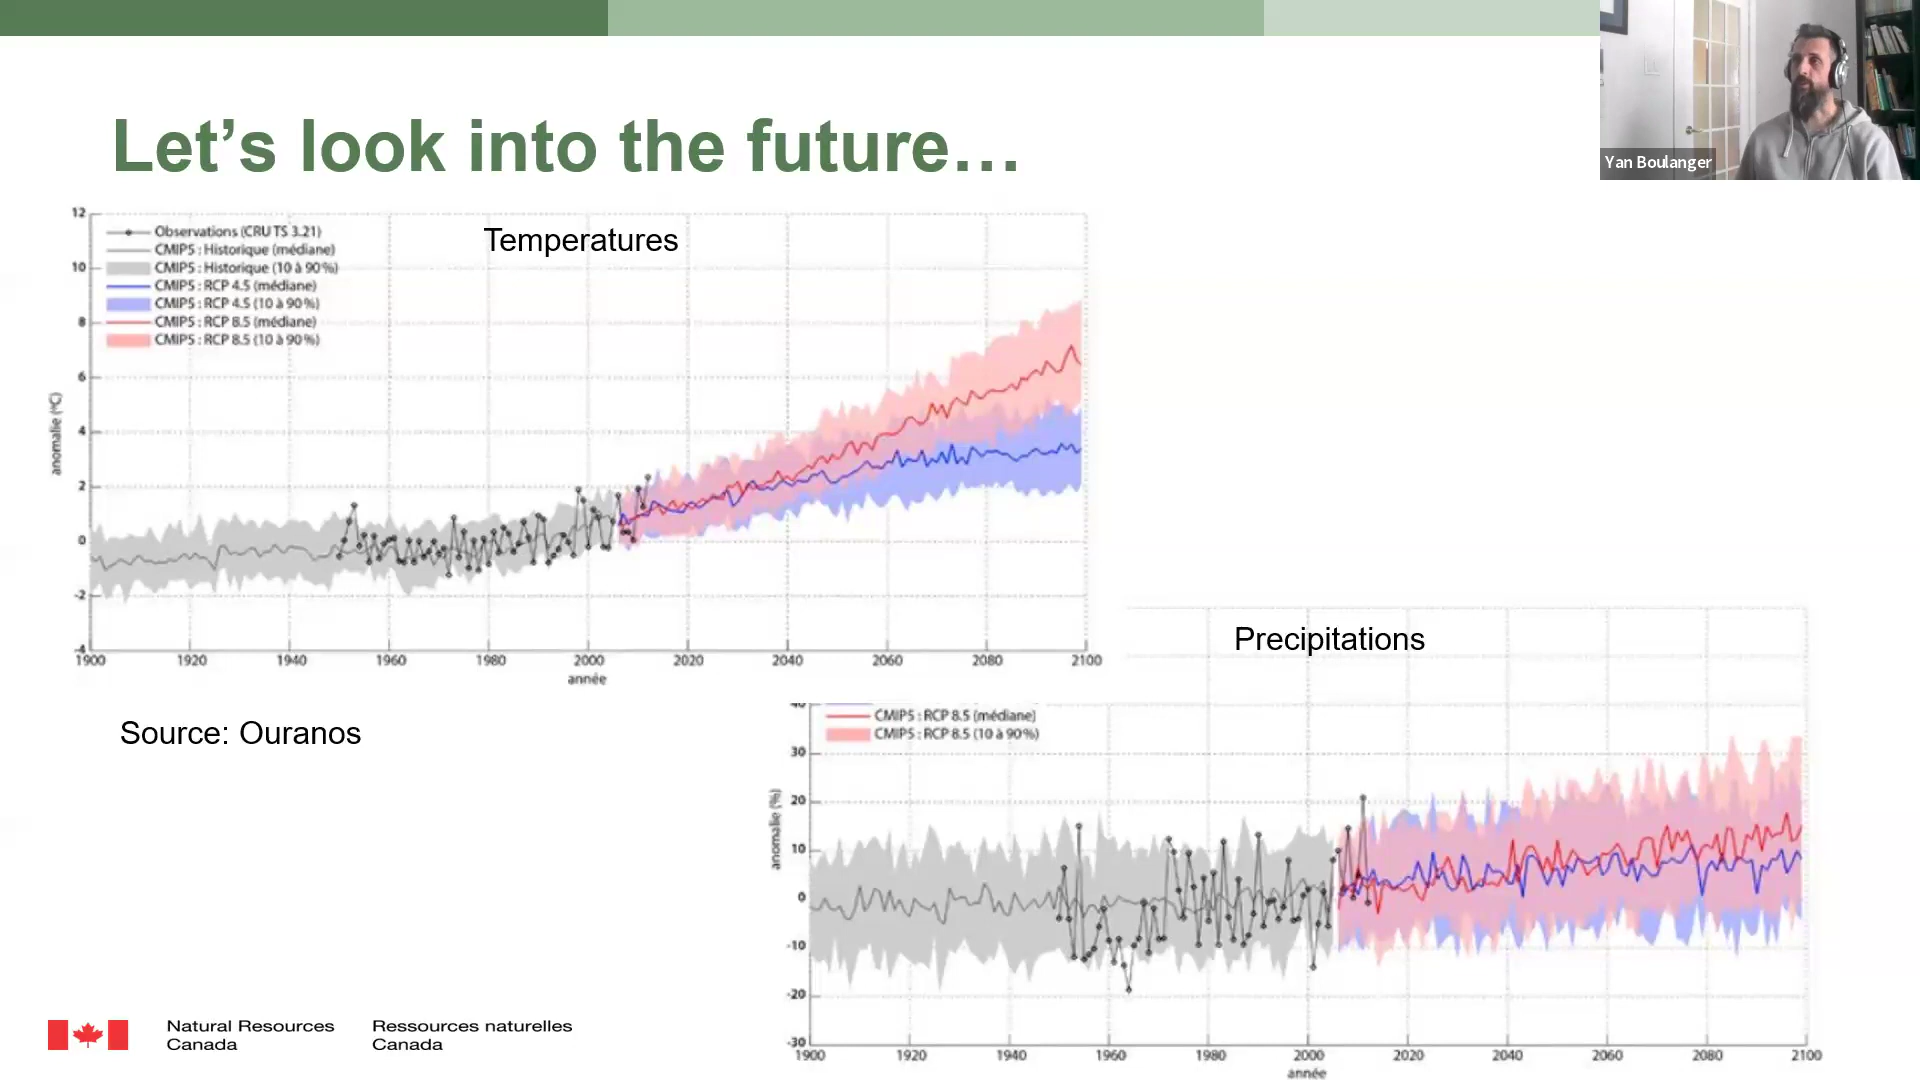 Yan Boulanger
Let’s look into the future…
Temperatures
12
10
8
6
4
2
0
-2
-4
anomalie (ºC)
Observations (CRU TS 3.21)
CMIP5 : Historique (médiane)
CMIP5 : Historique (10 à 90 %)
CMIP5 : RCP 4.5 (médiane)
CMIP5 : RCP 4.5 (10 à 90 %)
CMIP5 : RCP 8.5 (médiane)
CMIP5 : RCP 8.5 (10 à 90 %)
1900 1920 1940 1960 1980 2000 2020 2040 2060 2080 2100
année
Precipitations
Source: Ouranos
40
30
20
10
0
-10
-20
-30
anomalie (%)
CMIP5 : RCP 8.5 (médiane)
CMIP5 : RCP 8.5 (10 à 90 %)
1900 1920 1940 1960 1980 2000 2020 2040 2060 2080 2100
année
Natural Resources Ressources naturelles
Canada Canada